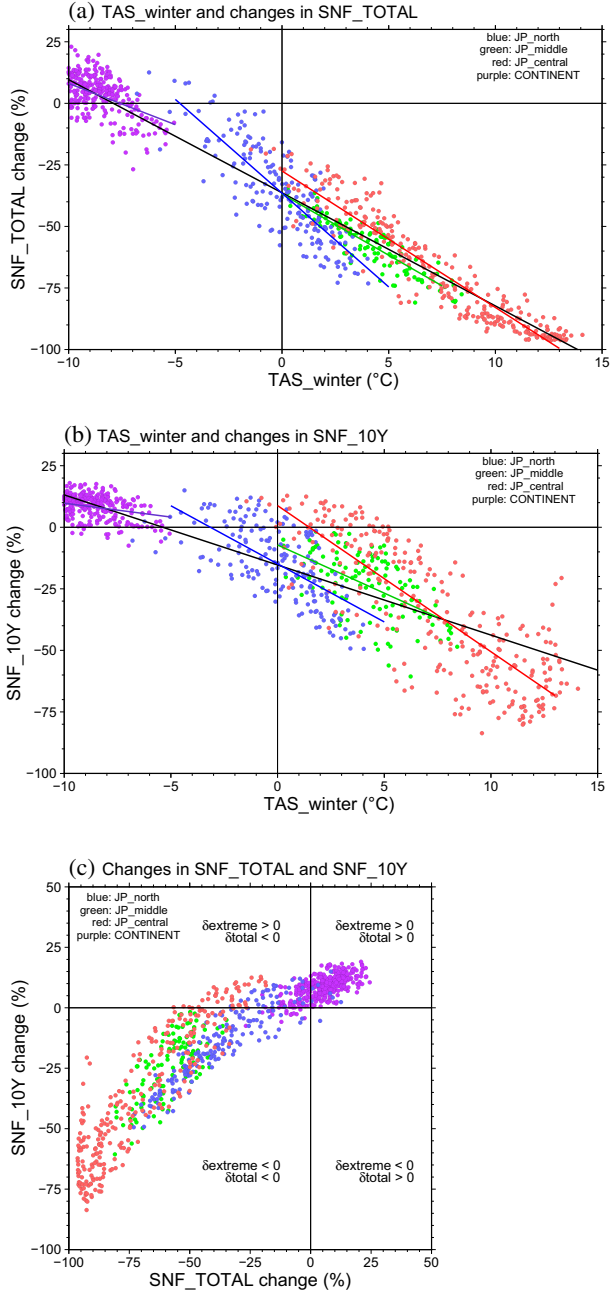 (a) TAS_winter and changes in SNF_TOTAL
blue: JP_north
green: JP_middle
red: JP_central
purple: CONTINENT
25
0
−25
−50
−75
−100
SNF_TOTAL change (%)
−10 −5 0 5 10 15
TAS_winter (°C)
(b) TAS_winter and changes in SNF_10Y
blue: JP_north
green: JP_middle
red: JP_central
purple: CONTINENT
25
0
−25
−50
−75
−100
SNF_10Y change (%)
−10 −5 0 5 10 15
TAS_winter (°C)
(c) Changes in SNF_TOTAL and SNF_10Y
blue: JP_north
green: JP_middle
red: JP_central
purple: CONTINENT
δextreme > 0
δtotal < 0
δextreme > 0
δtotal > 0
50
25
0
−25
−50
−75
−100
SNF_10Y change (%)
δextreme < 0
δtotal < 0
δextreme < 0
δtotal > 0
−100 −75 −50 −25 0 25 50
SNF_TOTAL change (%)